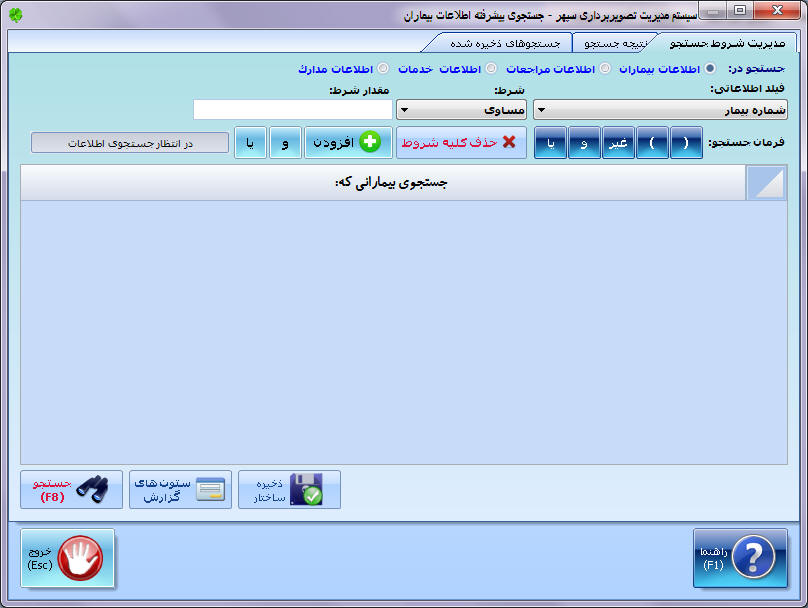 سیستم مدیریت تصویربرداری سپهر - جستجوی پیشرفته اطلاعات بیماران
مدیریت شروط جستجو
نتیجه جستجو
جستجوهای ذخیره شده
جستجو در: اطلاعات بیماران اطلاعات مراجعات اطلاعات خدمات اطلاعات مدارك
فیلد اطلاعاتی: شرط: مقدار شرط:
شماره بیمار مساوی
فرمان جستجو: ( ) غیر و یا حذف کلیه شروط افزودن و یا در انتظار جستجوی اطلاعات
جستجوی بیمارانی که:
ذخیره
ساختار
ستون های
گزارش
جستجو
(F8)
راهنما
(F1)
خروج
(Esc)